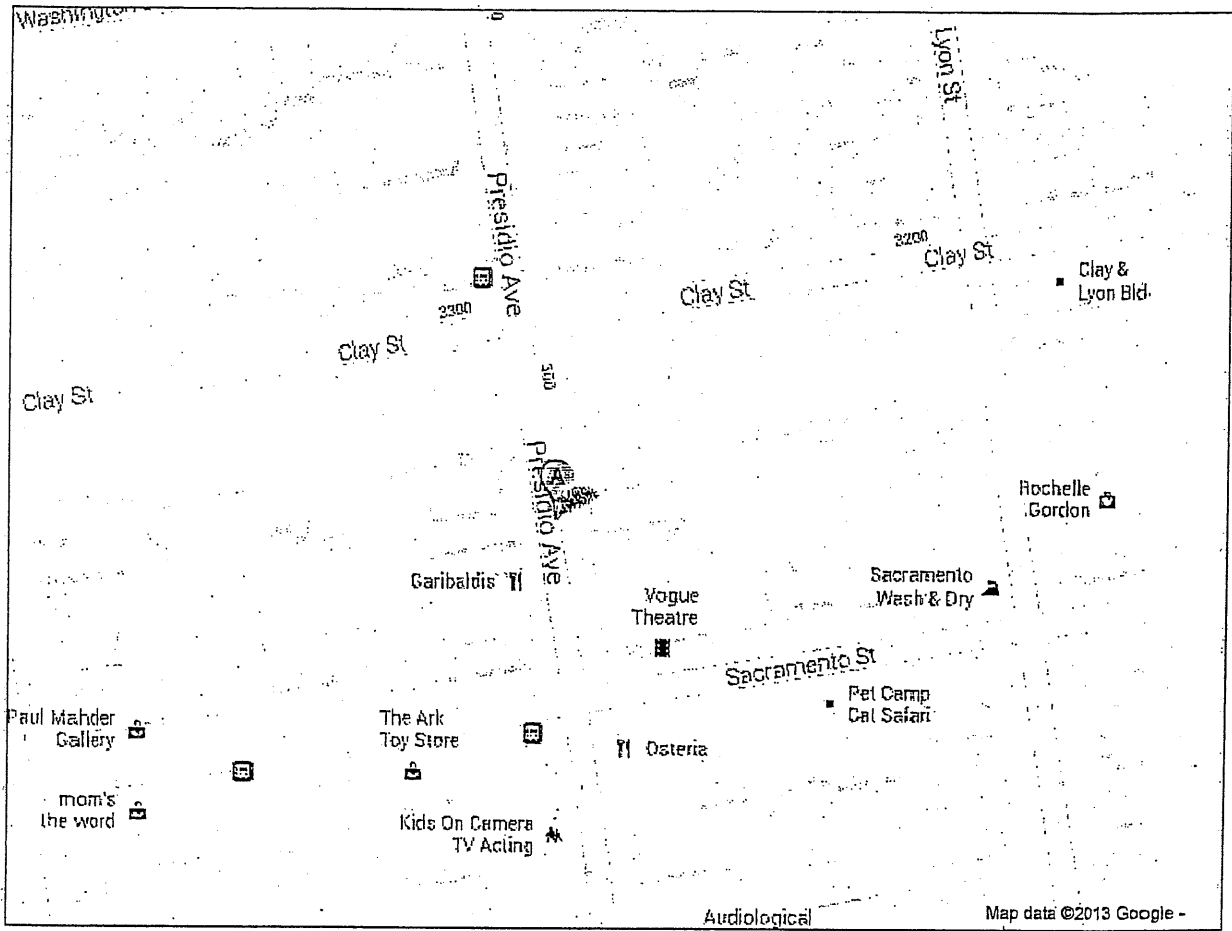 Washington
Lyon St
Presidio Ave
2200
Clay St
Clay &
Lyon Bld.
Clay St
3300
Clay St
300
Clay St
A
Presidio Ave
Rochelle
Gordon
Garibaldis
Sacramento
Wash & Dry
Vogue
Theatre
Sacramento St
Pet Camp
Cat Safari
Paul Mahder
Gallery
The Ark
Toy Store
Osteria
mom's
the word
Kids On Camera
TV Acting
Audiological
Map data ©2013 Google -